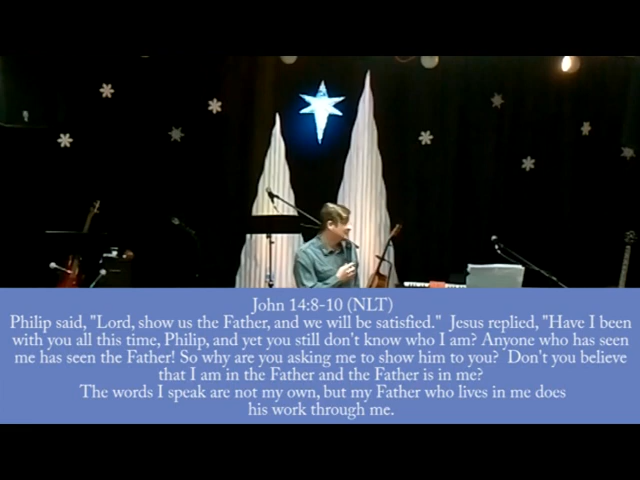 John 14:8-10 (NLT)
Philip said, "Lord, show us the Father, and we will be satisfied."  Jesus replied, "Have I been
with you all this time, Philip, and yet you still don't know who I am? Anyone who has seen
me has seen the Father! So why are you asking me to show him to you?  Don't you believe
that I am in the Father and the Father is in me?
The words I speak are not my own, but my Father who lives in me does
his work through me.